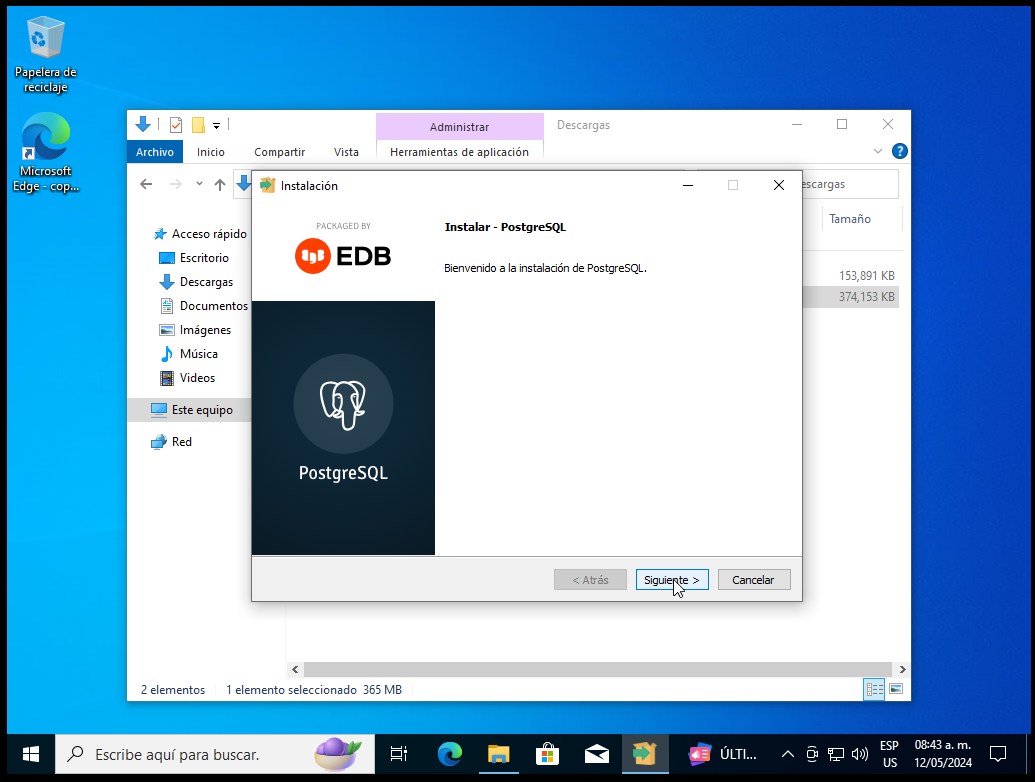 Papelera de
reciclaje
Microsoft
Edge - cop...
Administrar
Descargas
Archivo
Inicio
Compartir
Vista
Herramientas de aplicación
?
escargas
Tamaño
Acceso rápido
Escritorio
Descargas
Documentos
Imágenes
Música
Videos
Este equipo
Red
153,891 KB
374,153 KB
Instalación
PACKAGED BY
EDB
Instalar - PostgreSQL
Bienvenido a la instalación de PostgreSQL.
PostgreSQL
< Atrás
Siguiente >
Cancelar
2 elementos
1 elemento seleccionado 365 MB
Escribe aquí para buscar.
ÚLTI...
ESP
US
08:43 a. m.
12/05/2024